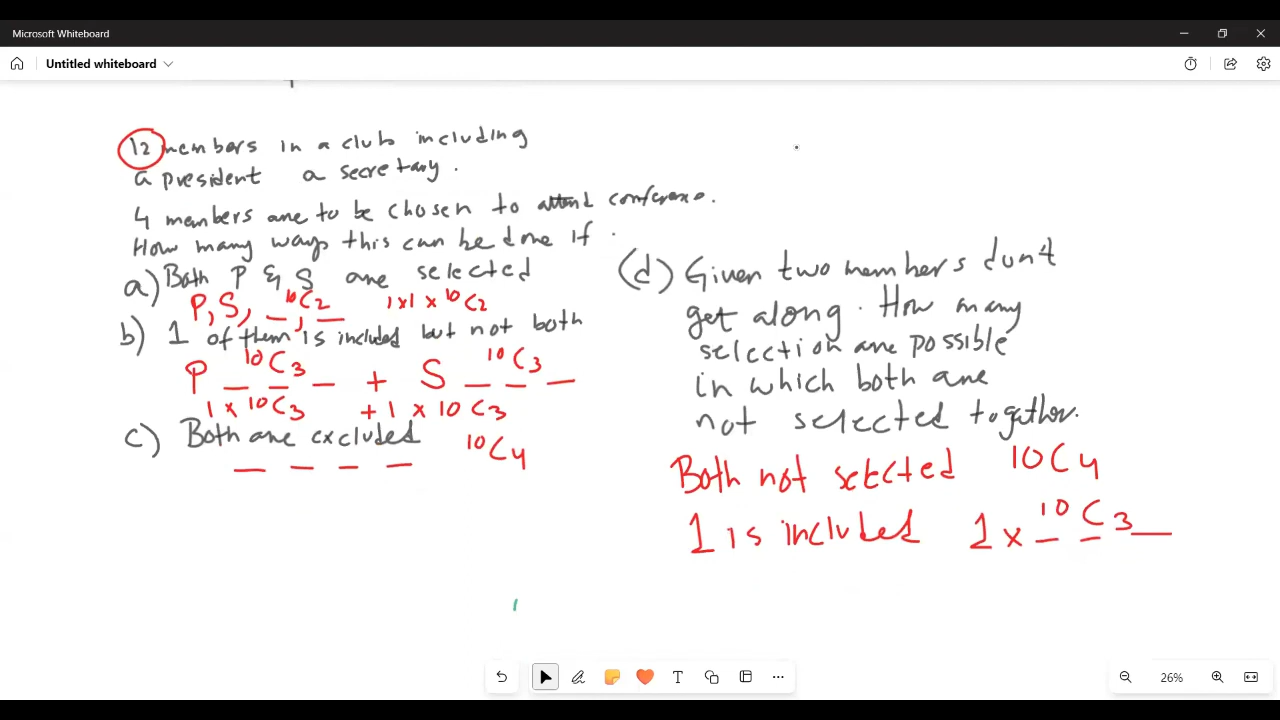 Microsoft Whiteboard
Untitled whiteboard
12 members in a club including
a president a secretary.
4 members are to be chosen to attend conference.
How many ways this can be done if
a) Both P & S are selected
P, S, _ 10C2 , _ 1x1 x 10C2
b) 1 of them is included but not both
P 10C3 _ _ _ + S 10C3 _ _ _
1 x 10C3 + 1 x 10C3
c) Both are excluded
_ _ _ _ 10C4
(d) Given two members don't
get along. How many
selection are possible
in which both are
not selected together.
Both not selected 10C4
1 is included 1 x 10C3 _ _ _
T
26%